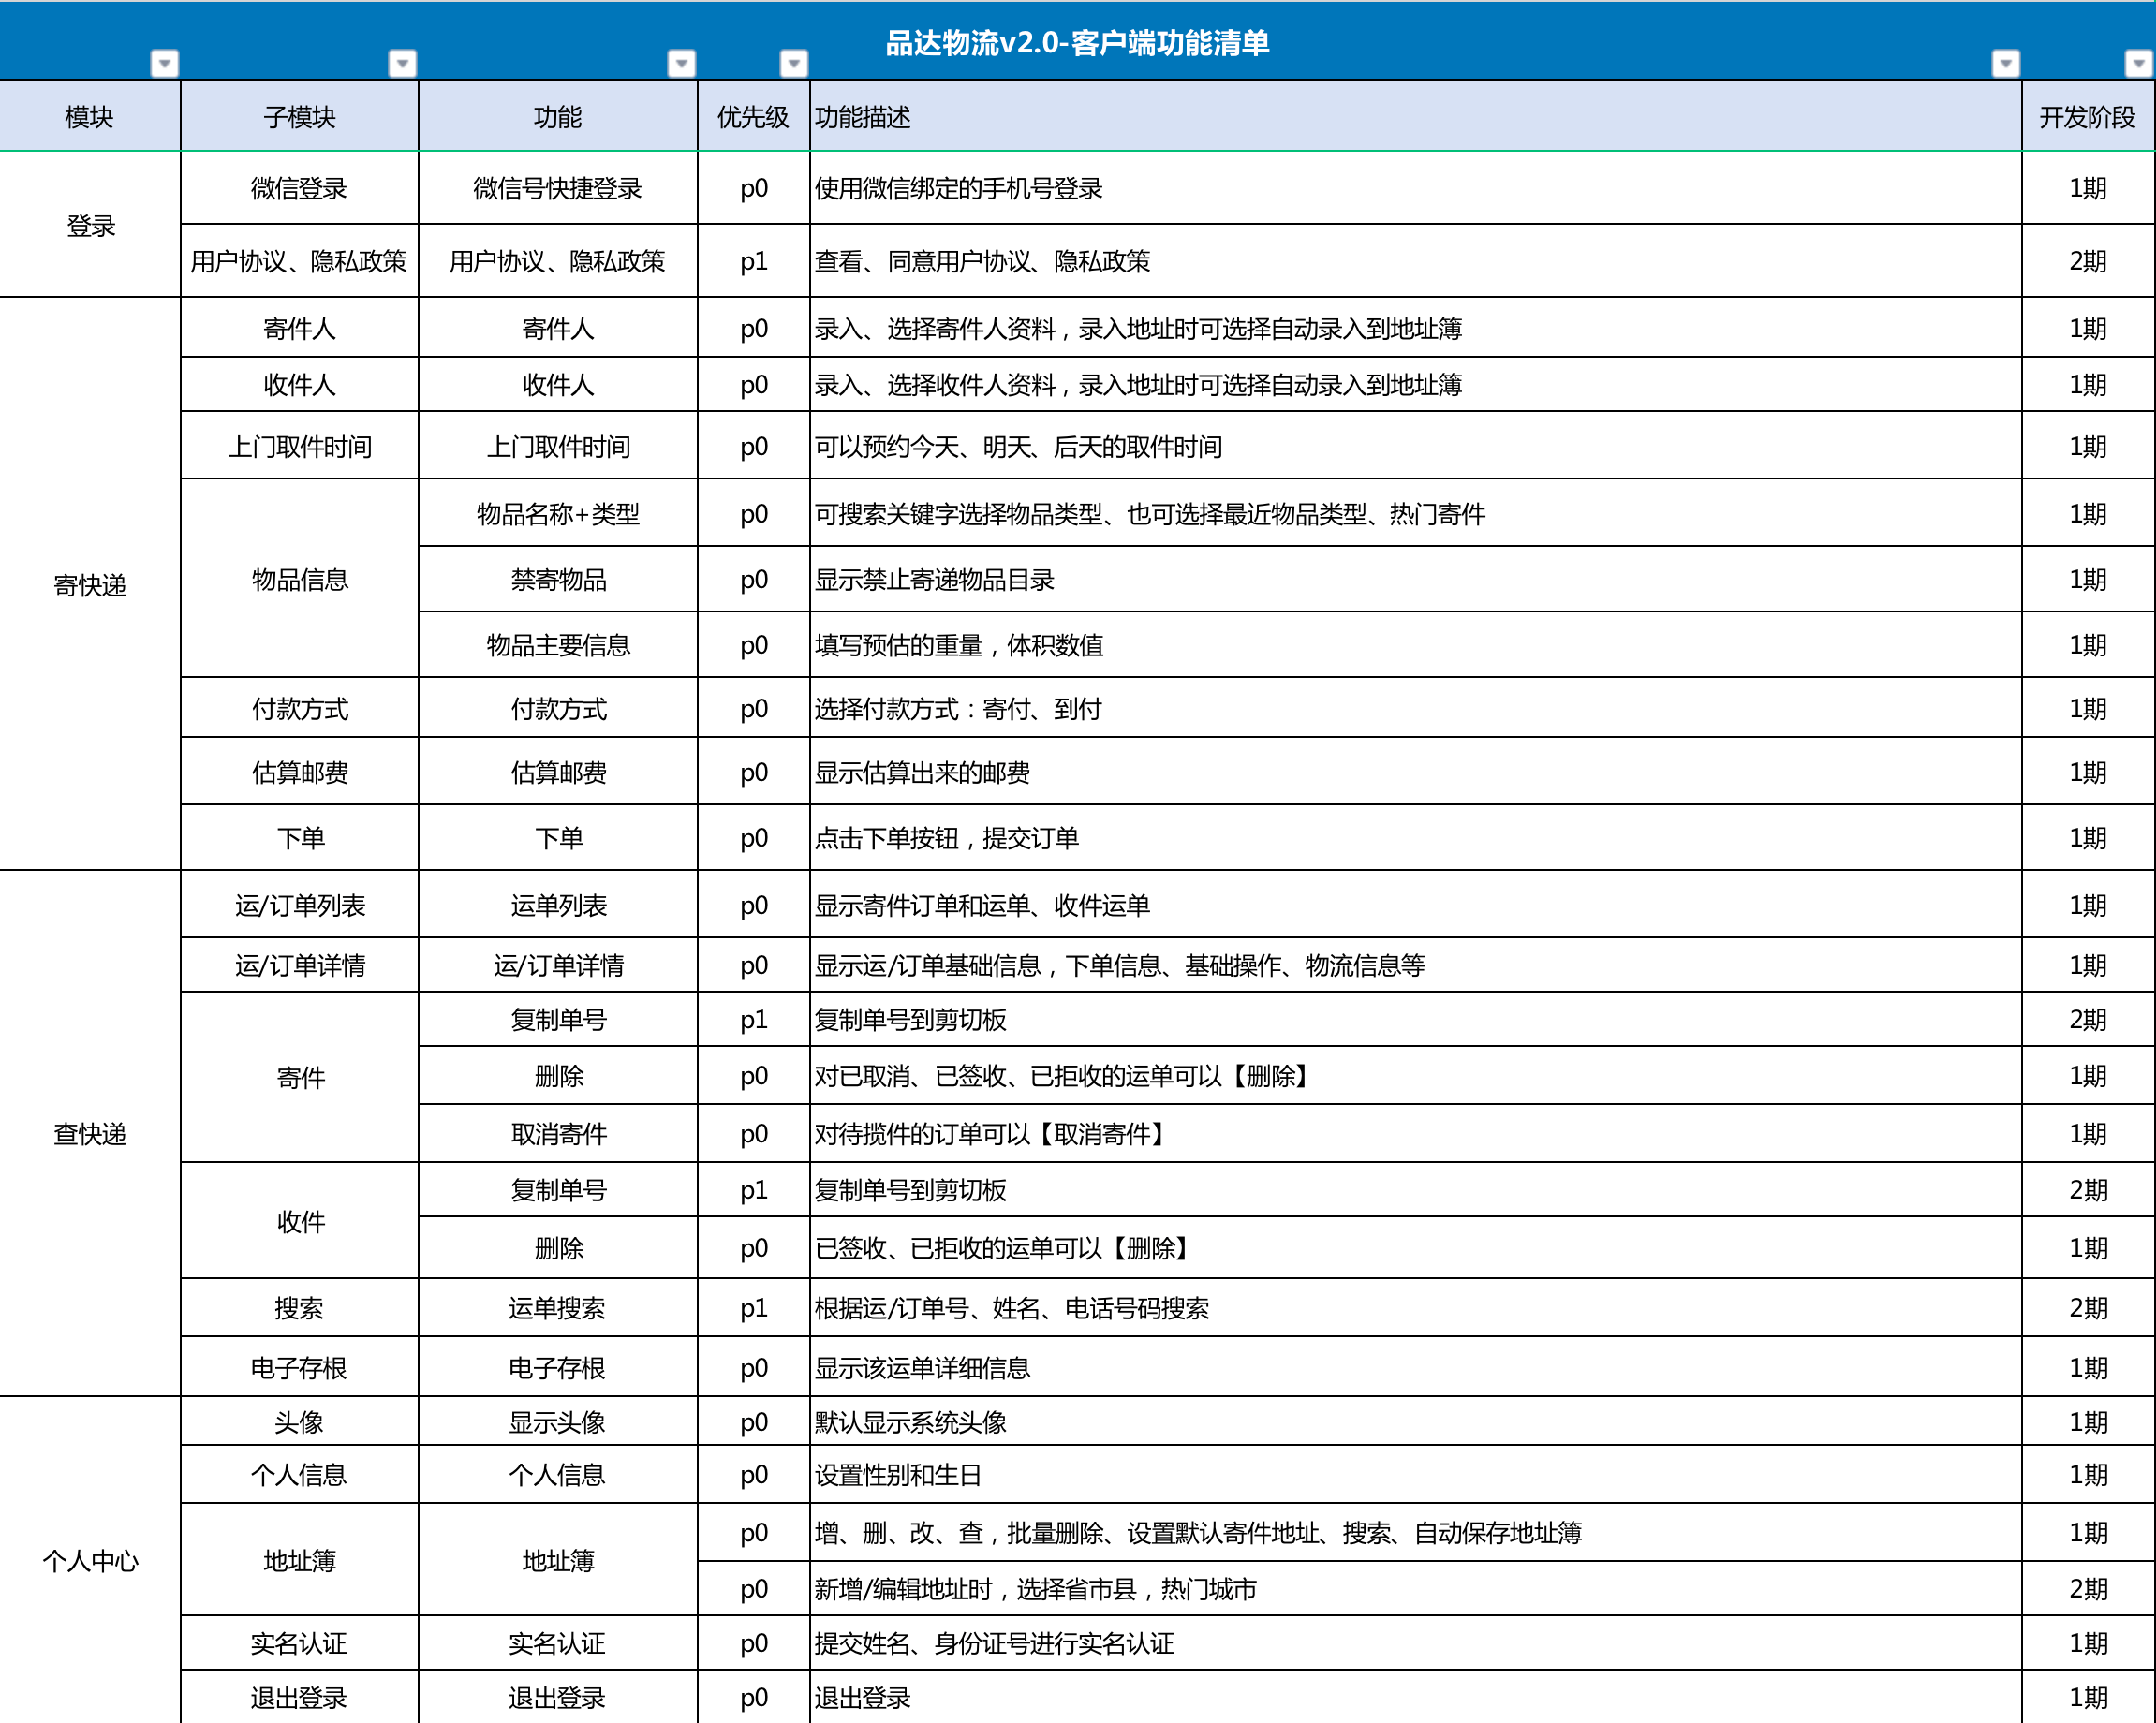 品达物流v2.0-客户端功能清单
模块 子模块 功能 优先级 功能描述 开发阶段
登录 微信登录 微信号快捷登录 p0 使用微信绑定的手机号登录 1期
用户协议、隐私政策 用户协议、隐私政策 p1 查看、同意用户协议、隐私政策 2期
寄快递 寄件人 寄件人 p0 录入、选择寄件人资料，录入地址时可选择自动录入到地址簿 1期
收件人 收件人 p0 录入、选择收件人资料，录入地址时可选择自动录入到地址簿 1期
上门取件时间 上门取件时间 p0 可以预约今天、明天、后天的取件时间 1期
物品信息 物品名称+类型 p0 可搜索关键字选择物品类型、也可选择最近物品类型、热门寄件 1期
禁寄物品 p0 显示禁止寄递物品目录 1期
物品主要信息 p0 填写预估的重量，体积数值 1期
付款方式 付款方式 p0 选择付款方式：寄付、到付 1期
估算邮费 估算邮费 p0 显示估算出来的邮费 1期
下单 下单 p0 点击下单按钮，提交订单 1期
查快递 运/订单列表 运单列表 p0 显示寄件订单和运单、收件运单 1期
运/订单详情 运/订单详情 p0 显示运/订单基础信息，下单信息、基础操作、物流信息等 1期
寄件 复制单号 p1 复制单号到剪切板 2期
删除 p0 对已取消、已签收、已拒收的运单可以【删除】 1期
取消寄件 p0 对待揽件的订单可以【取消寄件】 1期
收件 复制单号 p1 复制单号到剪切板 2期
删除 p0 已签收、已拒收的运单可以【删除】 1期
搜索 运单搜索 p1 根据运/订单号、姓名、电话号码搜索 2期
电子存根 电子存根 p0 显示该运单详细信息 1期
个人中心 头像 显示头像 p0 默认显示系统头像 1期
个人信息 个人信息 p0 设置性别和生日 1期
地址簿 地址簿 p0 增、删、改、查，批量删除、设置默认寄件地址、搜索、自动保存地址簿 1期
p0 新增/编辑地址时，选择省市县，热门城市 2期
实名认证 实名认证 p0 提交姓名、身份证号进行实名认证 1期
退出登录 退出登录 p0 退出登录 1期